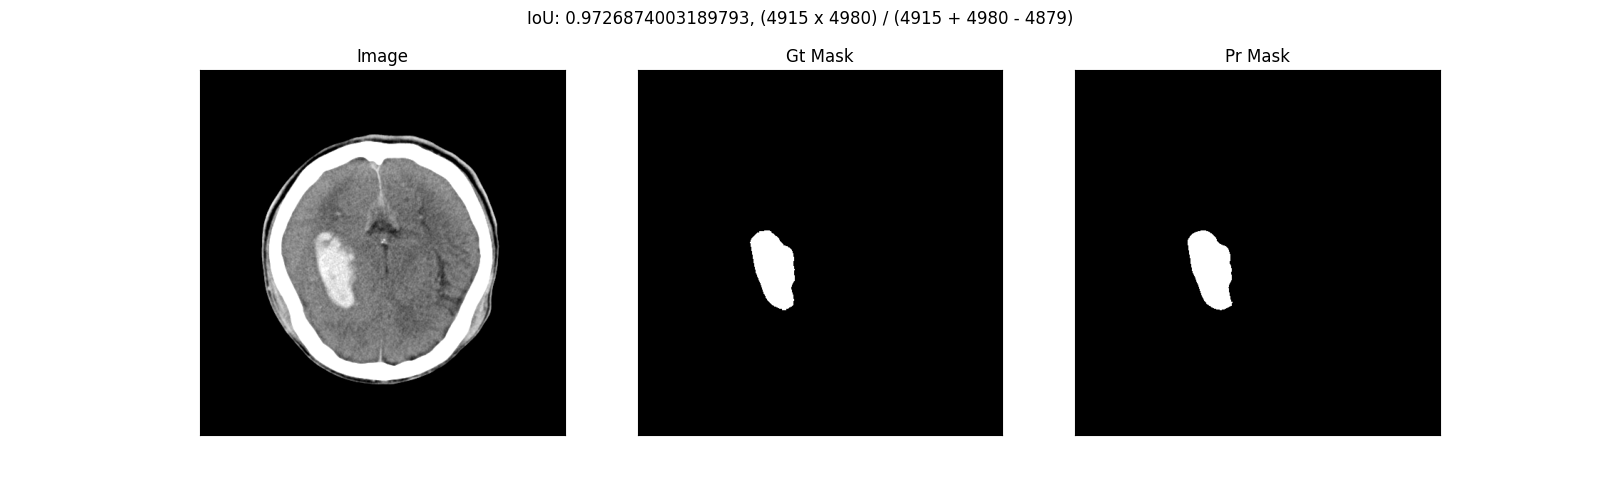 IoU: 0.9726874003189793, (4915 x 4980) / (4915 + 4980 - 4879)
Image
Gt Mask
Pr Mask